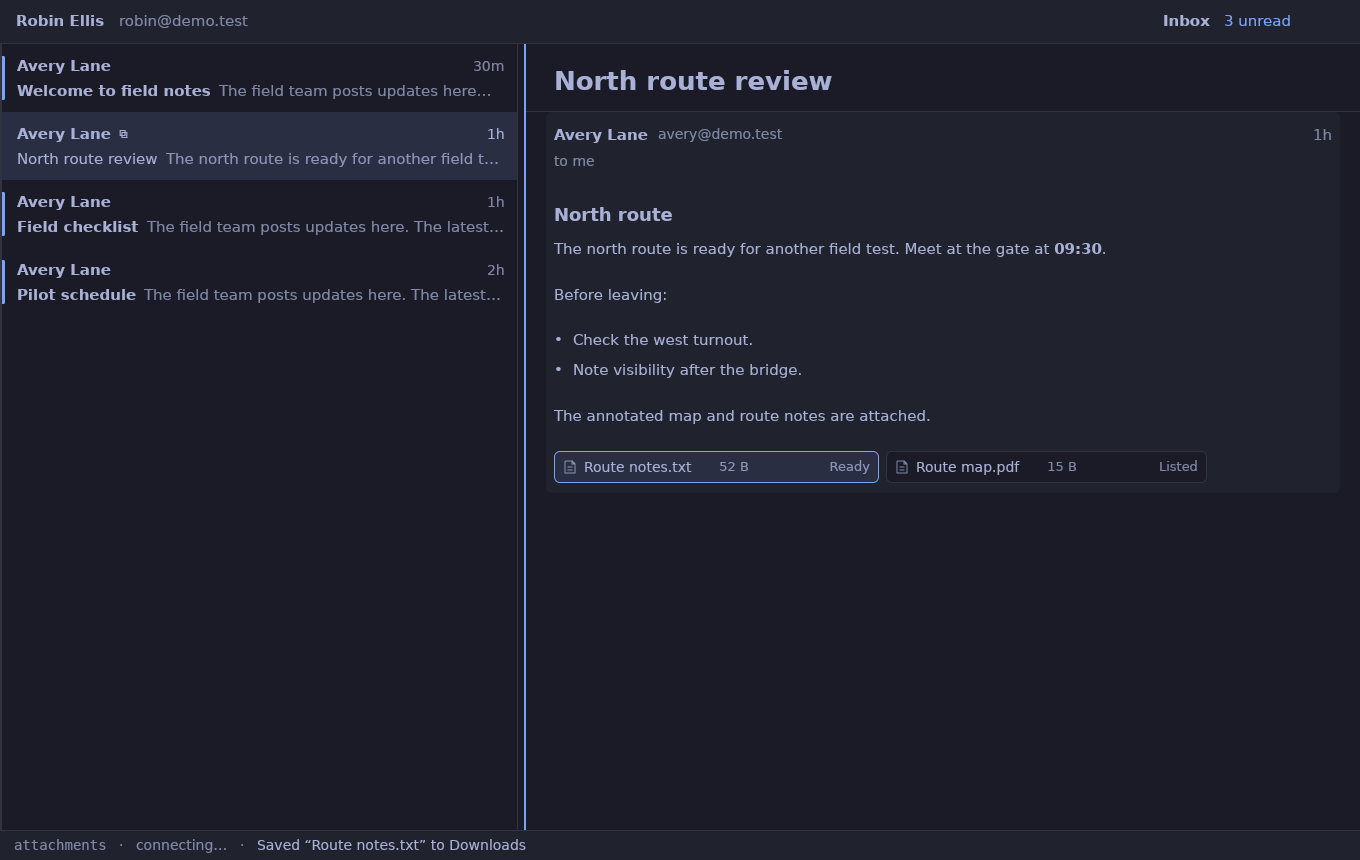 Robin Ellis robin@demo.test
Inbox 3 unread
Avery Lane 30m
Welcome to field notes The field team posts updates here…
Avery Lane 1h
North route review The north route is ready for another field t…
Avery Lane 1h
Field checklist The field team posts updates here. The latest…
Avery Lane 2h
Pilot schedule The field team posts updates here. The latest…
North route review
Avery Lane avery@demo.test 1h
to me
North route
The north route is ready for another field test. Meet at the gate at 09:30.
Before leaving:
• Check the west turnout.
• Note visibility after the bridge.
The annotated map and route notes are attached.
Route notes.txt 52 B Ready
Route map.pdf 15 B Listed
attachments · connecting… · Saved “Route notes.txt” to Downloads